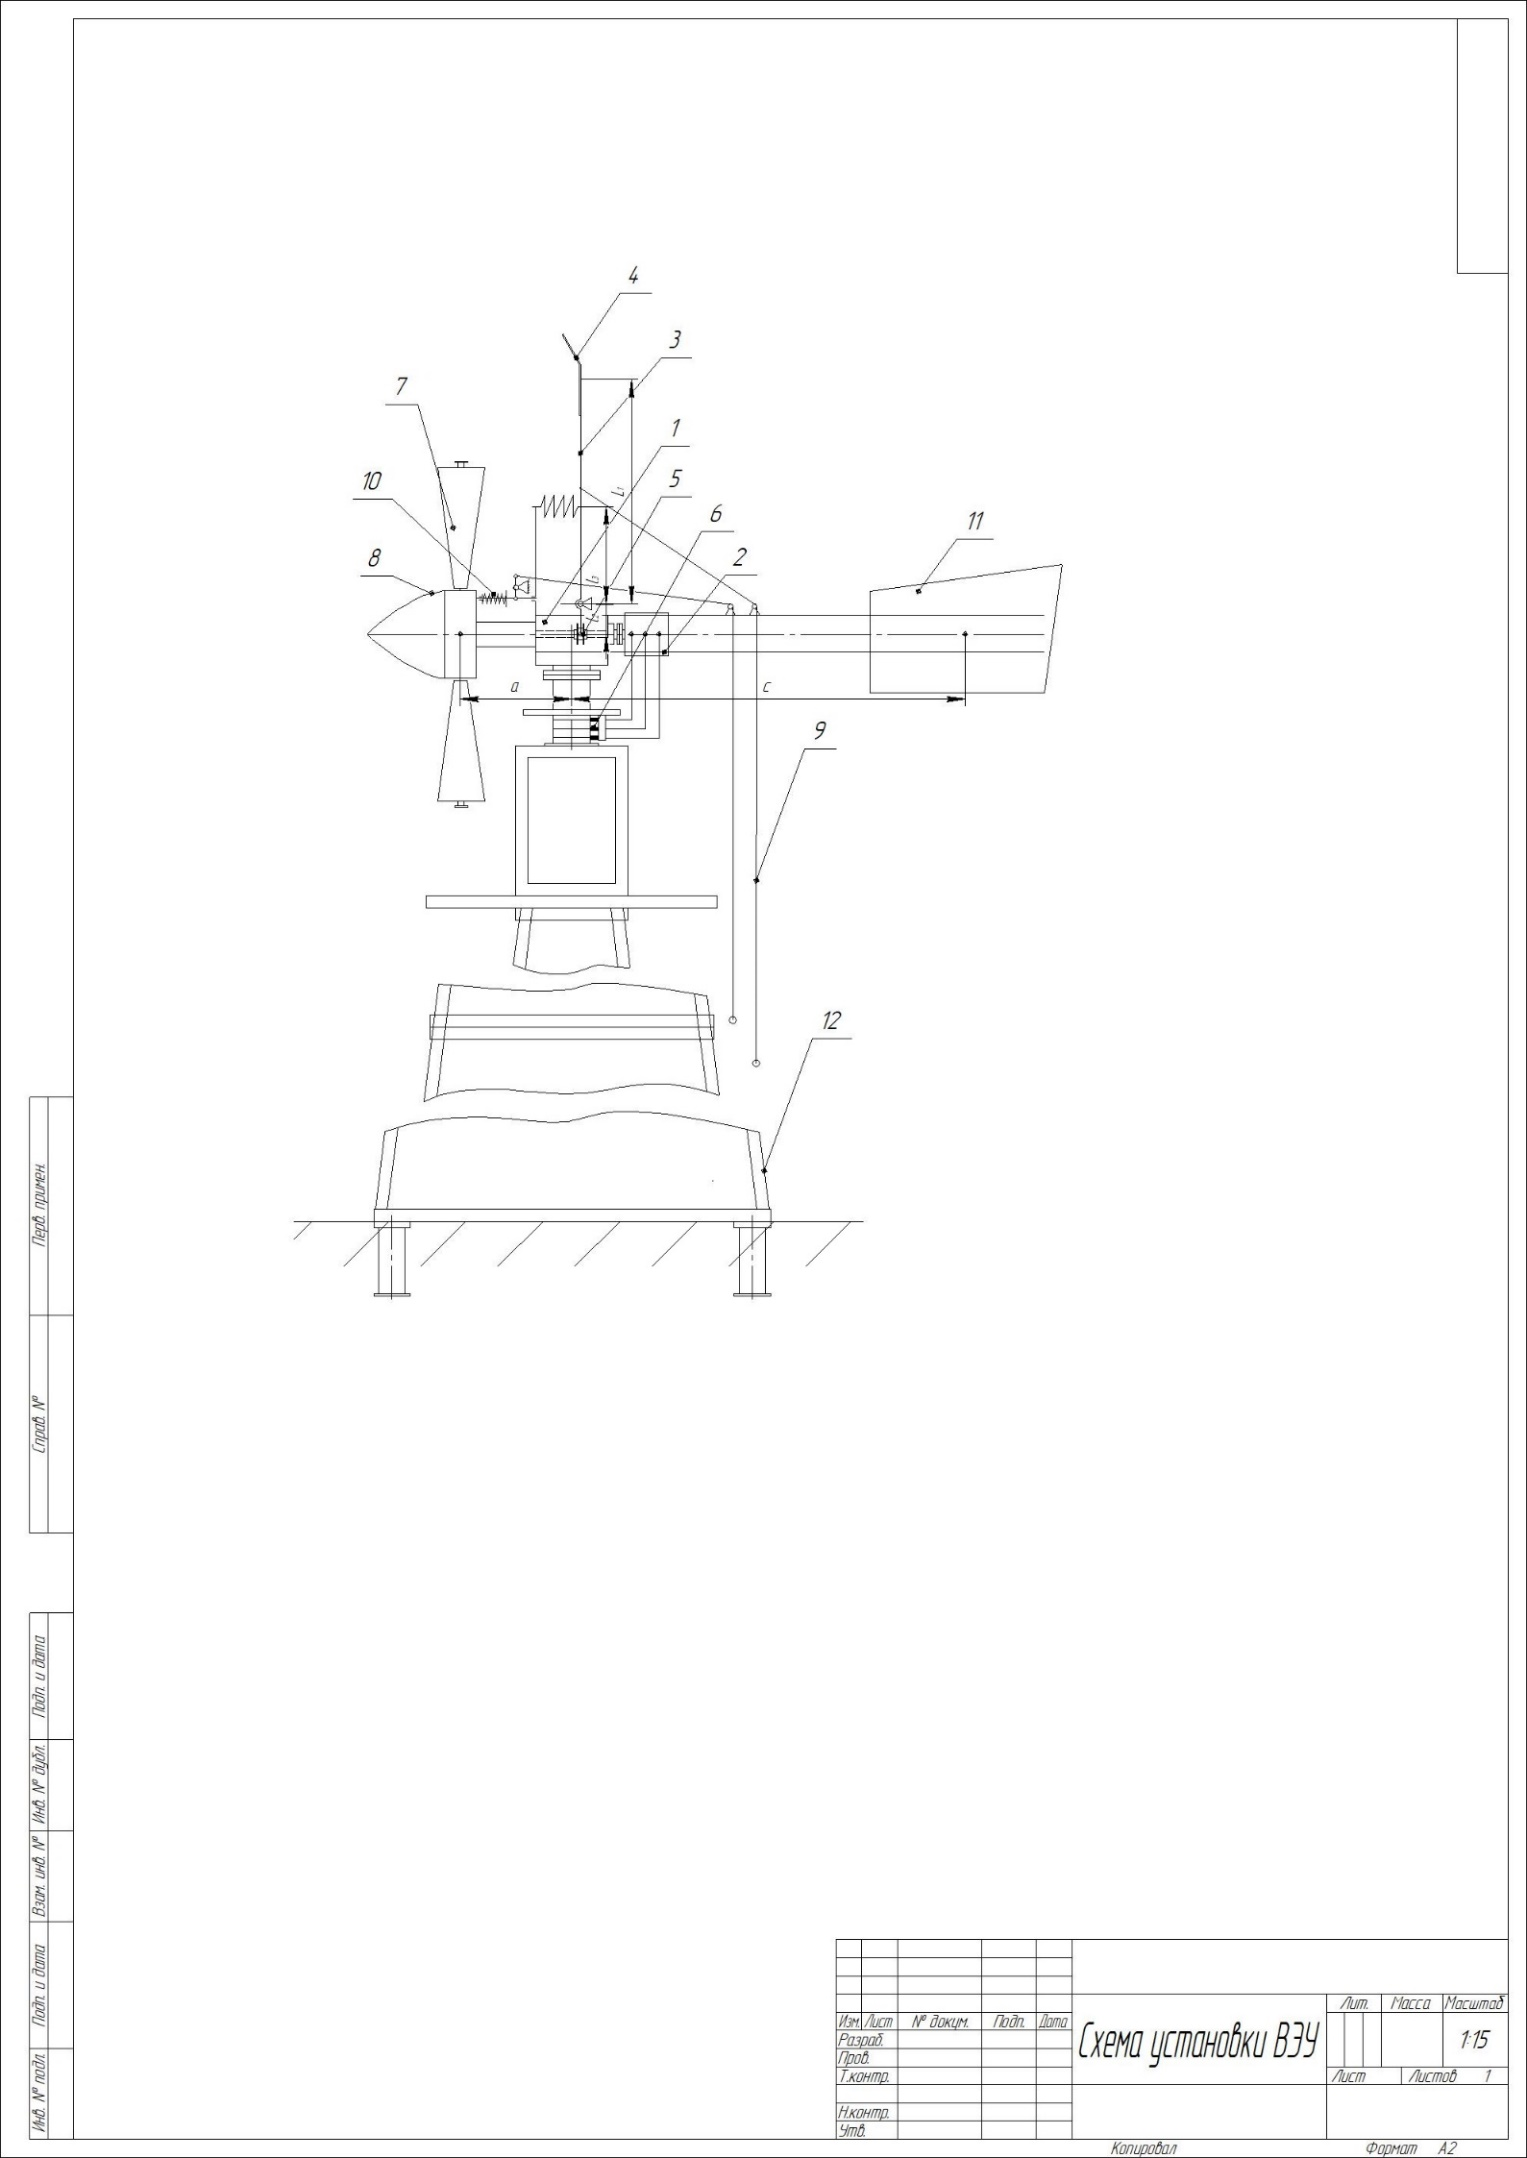 4
3
7
1
10
5
L₁
6
11
8
2
L₃
L₂
a
c
9
12
Перв. примен.
Справ. №
Подп. и дата
Инв. № дубл.
Взам. инв. №
Подп. и дата
Инв. № подл.
Изм. Лист № докум. Подп. Дата
Разраб.
Пров.
Т.контр.
Н.контр.
Утв.
Схема установки ВЭУ
Лит. Масса Масштаб
1:15
Лист Листов 1
Копировал Формат А2